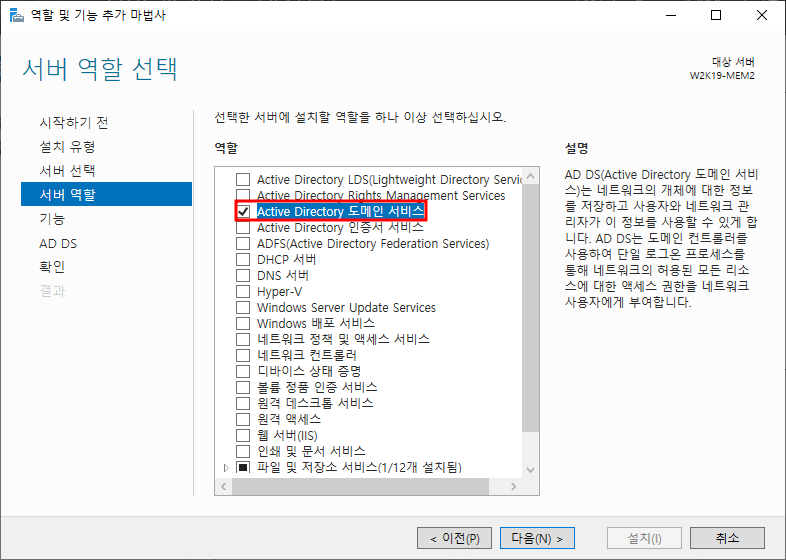 역할 및 기능 추가 마법사
서버 역할 선택
대상 서버
W2K19-MEM2
시작하기 전
설치 유형
서버 선택
서버 역할
기능
AD DS
확인
결과
선택한 서버에 설치할 역할을 하나 이상 선택하십시오.
역할
Active Directory LDS(Lightweight Directory Servic
Active Directory Rights Management Services
Active Directory 도메인 서비스
Active Directory 인증서 서비스
ADFS(Active Directory Federation Services)
DHCP 서버
DNS 서버
Hyper-V
Windows Server Update Services
Windows 배포 서비스
네트워크 정책 및 액세스 서비스
네트워크 컨트롤러
디바이스 상태 증명
볼륨 정품 인증 서비스
원격 데스크톱 서비스
원격 액세스
웹 서버(IIS)
인쇄 및 문서 서비스
파일 및 저장소 서비스(1/12개 설치됨)
설명
AD DS(Active Directory 도메인 서비
스)는 네트워크의 개체에 대한 정보
를 저장하고 사용자와 네트워크 관
리자가 이 정보를 사용할 수 있게 합
니다. AD DS는 도메인 컨트롤러를
사용하여 단일 로그온 프로세스를
통해 네트워크의 허용된 모든 리소
스에 대한 액세스 권한을 네트워크
사용자에게 부여합니다.
< 이전(P)
다음(N) >
설치(I)
취소